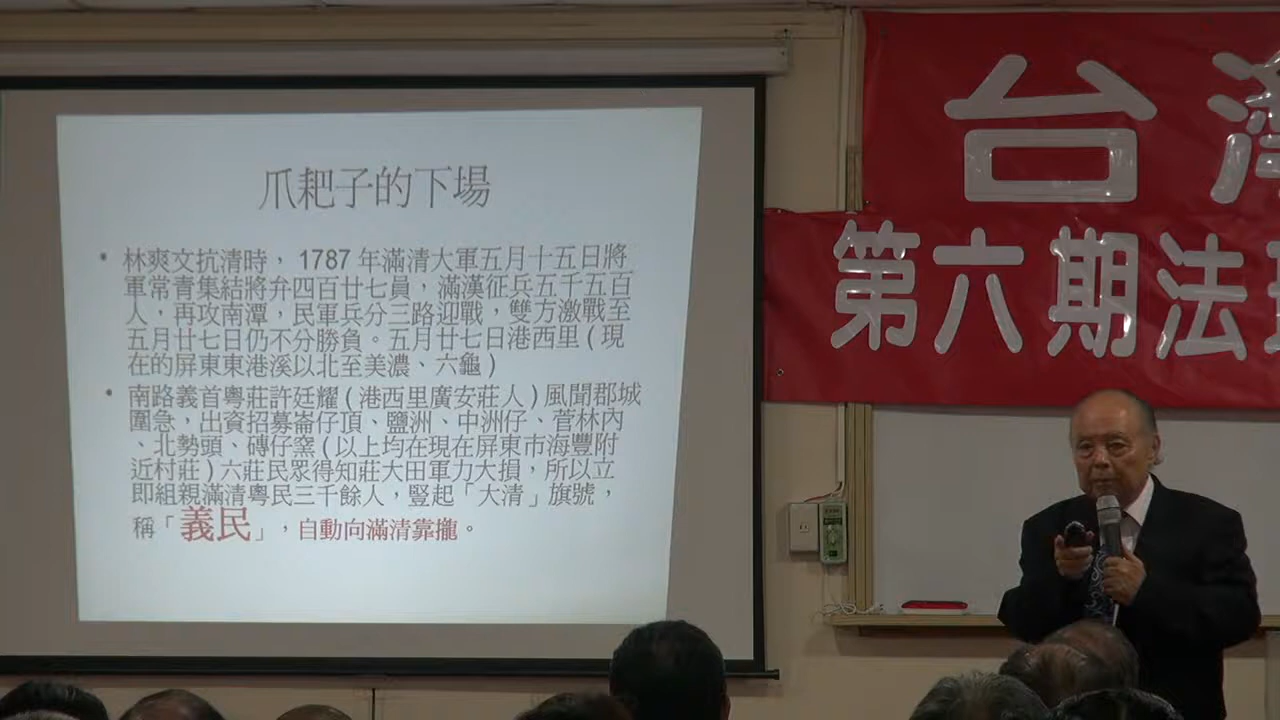 爪耙子的下場
• 林爽文抗清時，1787 年滿清大軍五月十五日將
軍常青集結將弁四百廿七員，滿漢征兵五千五百
人，再攻南潭，民軍兵分三路迎戰，雙方激戰至
五月廿七日仍不分勝負。五月廿七日港西里（現
在的屏東東港溪以北至美濃、六龜）
• 南路義首粵莊許廷耀（港西里廣安莊人）風聞郡城
圍急，出資招募崙仔頂、鹽洲、中洲仔、菅林內
、北勢頭、磚仔窯（以上均在現在屏東市海豐附
近村莊）六莊民眾得知莊大田軍力大損，所以立
即組親滿清粵民三千餘人，豎起「大清」旗號，
稱「義民」，自動向滿清靠攏。
台灣
第六期法